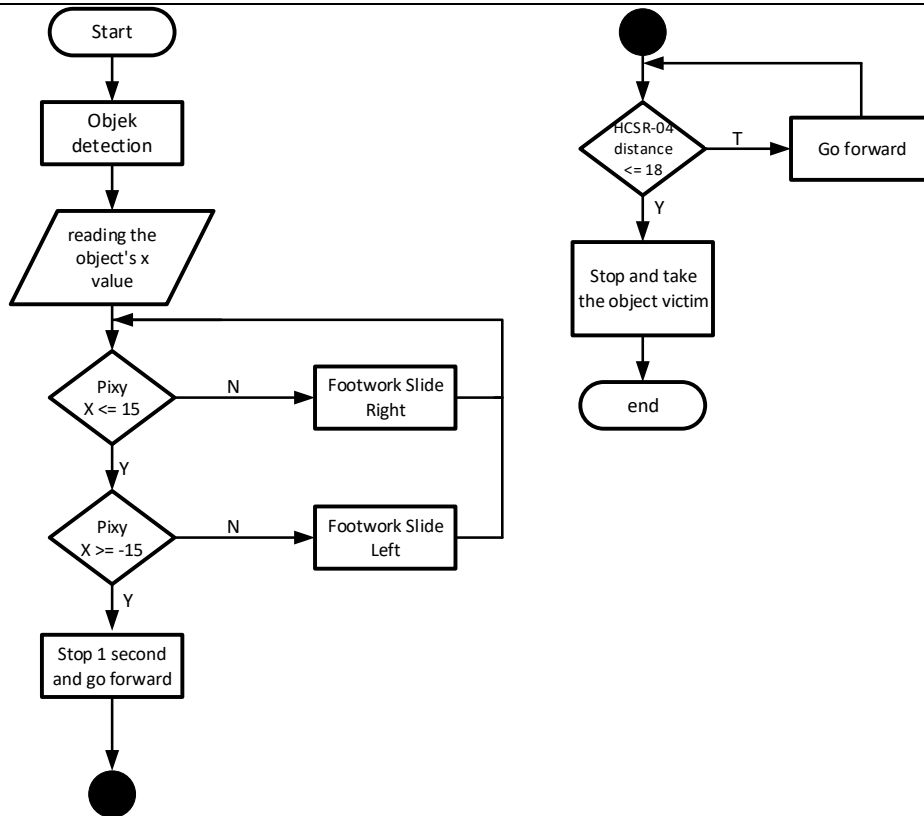 Start
Objek
detection
reading the
object's x
value
Pixy
X <= 15
N
Footwork Slide
Right
Y
Pixy
X >= -15
N
Footwork Slide
Left
Y
Stop 1 second
and go forward
HCSR-04
distance
<= 18
T
Go forward
Y
Stop and take
the object victim
end